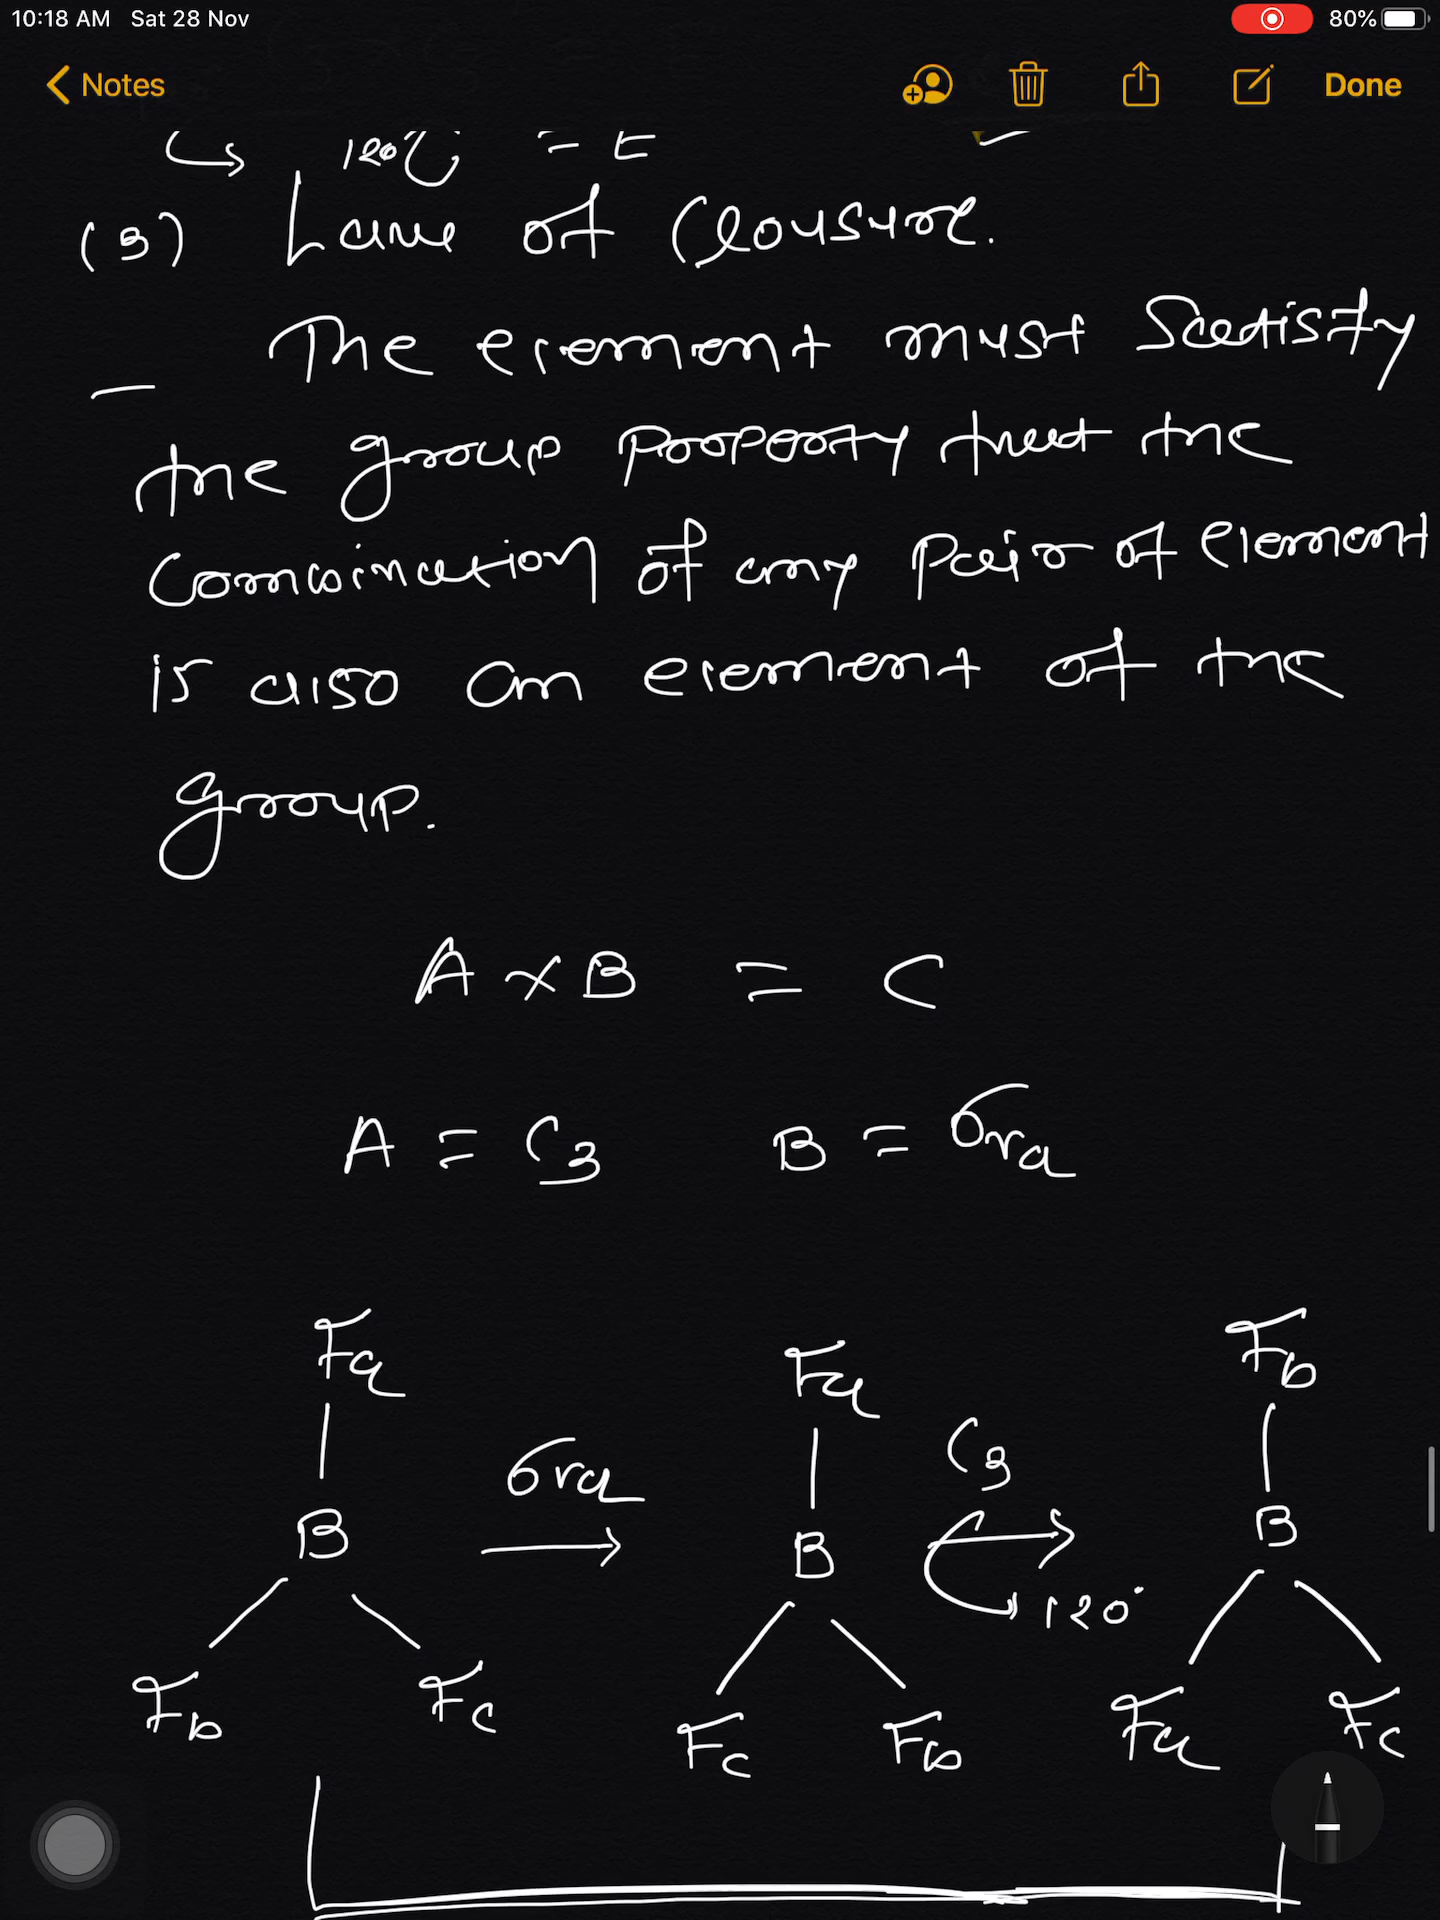 10:18 AM Sat 28 Nov 80%
Notes Done
120° = E
(3) Law of Clousure.
The element must Satisfy
the group property that the
combination of any pair of element
is also an element of the
group.
A × B = C
A = C3 B = σva
Fa Fa Fb
σva C3
B B B
120°
Fb Fc Fc Fb Fa Fc